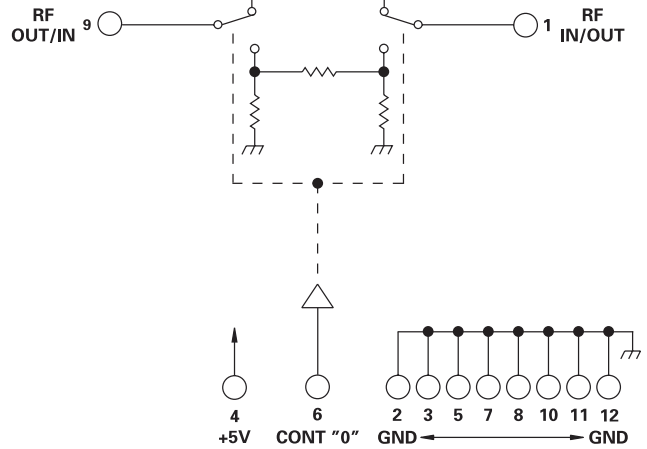 RF
OUT/IN 9
1 RF
IN/OUT
4 6 2 3 5 7 8 10 11 12
+5V CONT "0" GND GND